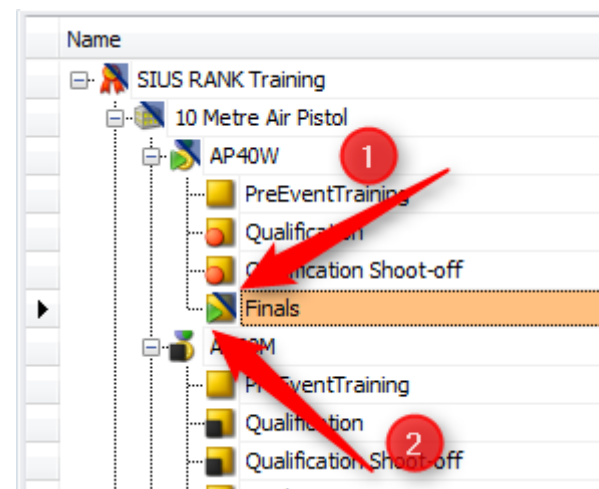 Name
SIUS RANK Training
10 Metre Air Pistol
AP40W
1
PreEventTraining
Qualification
Qualification Shoot-off
Finals
PreEventTraining
Qualification
2
Qualification Shoot-off